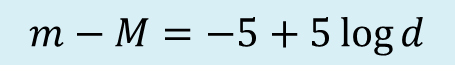 m − M = −5 + 5 log d